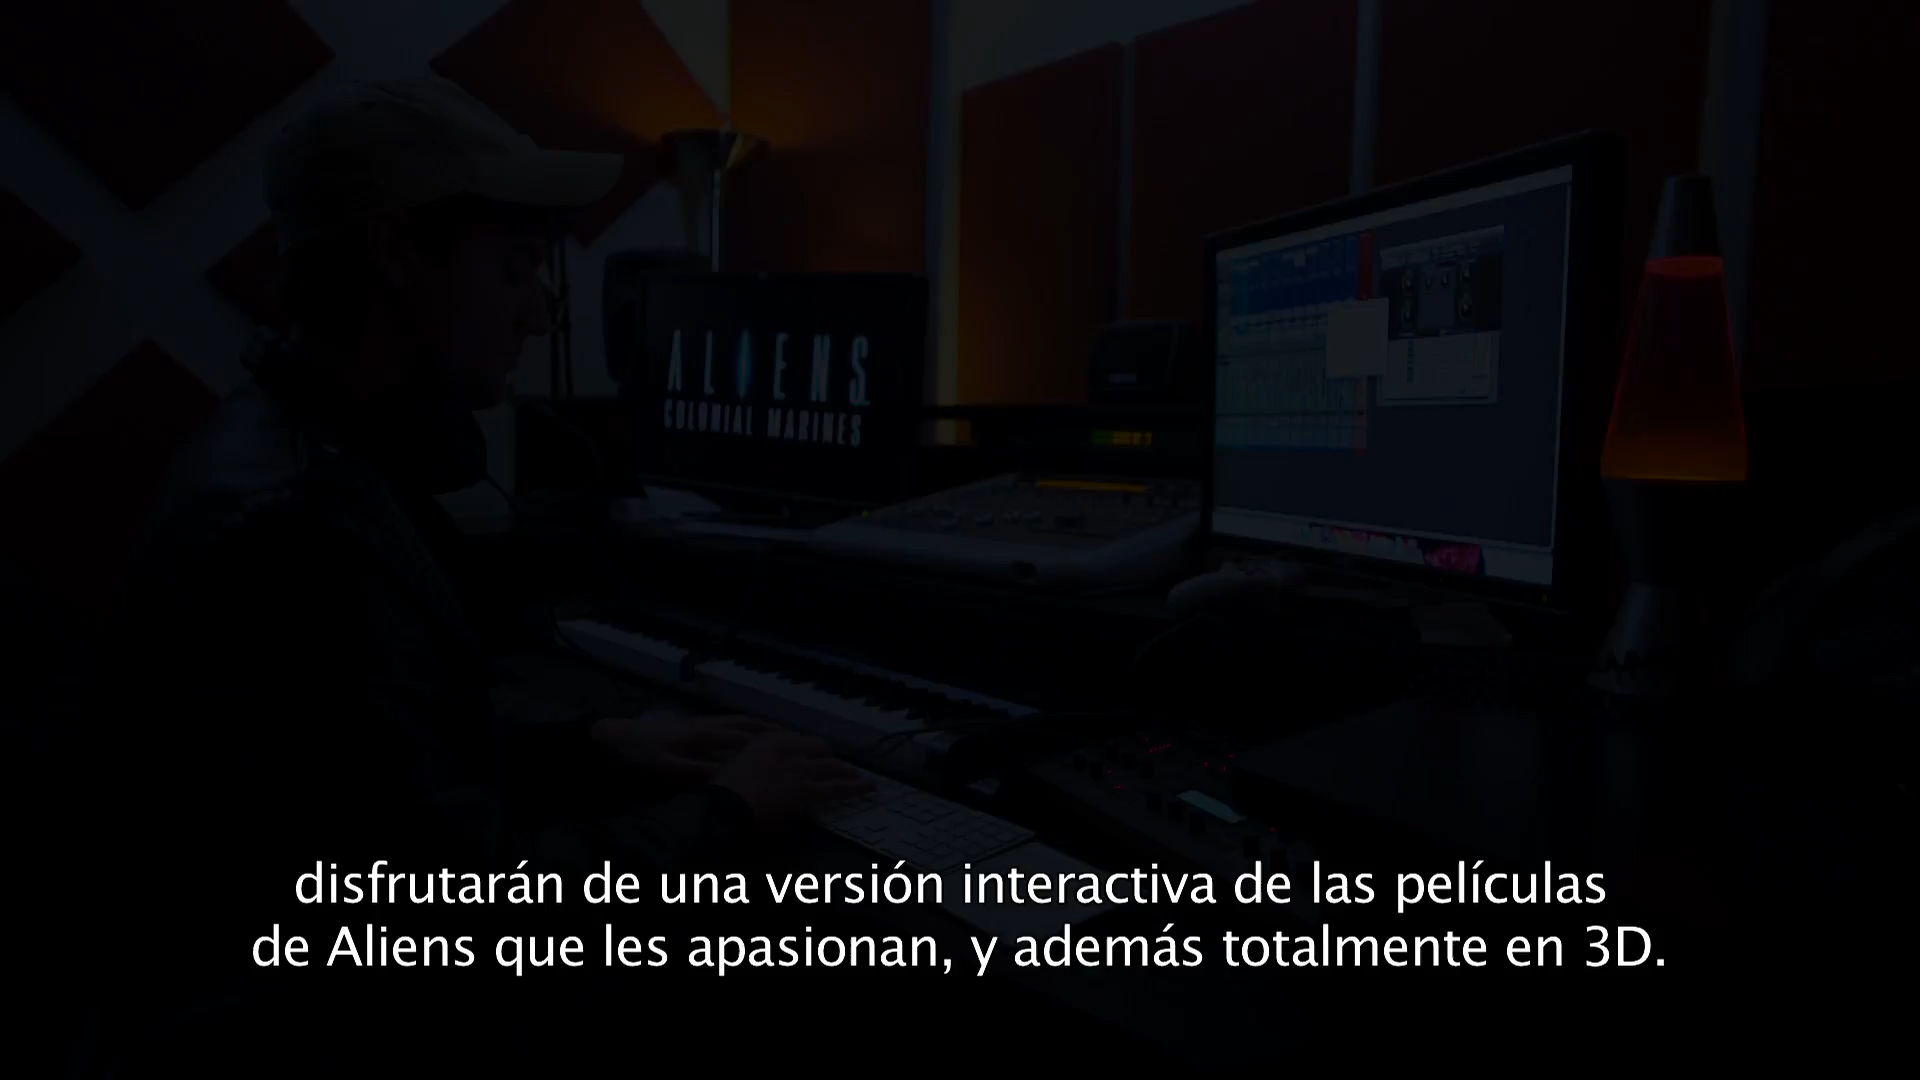 ALIENS
COLONIAL MARINES
disfrutarán de una versión interactiva de las películas
de Aliens que les apasionan, y además totalmente en 3D.